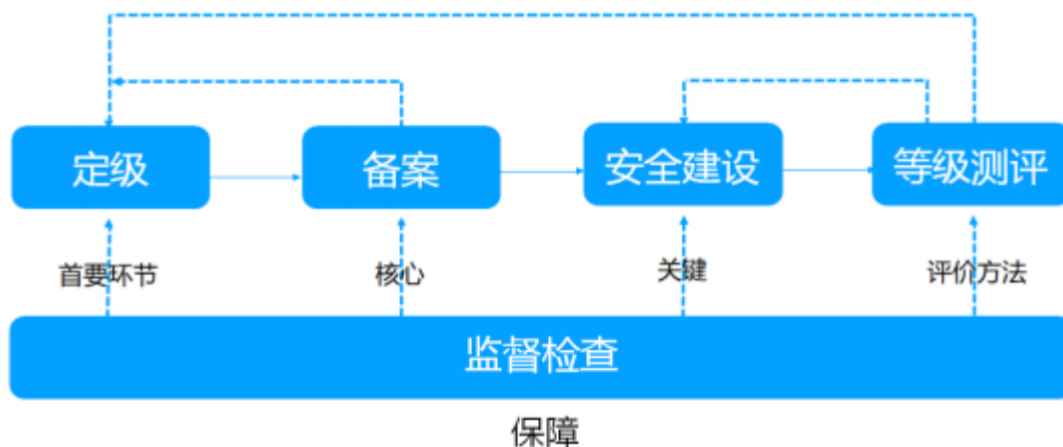 定级
备案
安全建设
等级测评
首要环节
核心
关键
评价方法
监督检查
保障